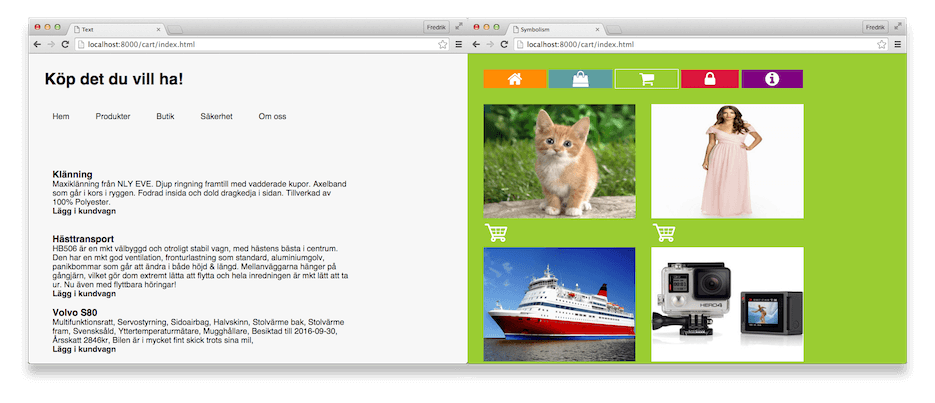 Text
Fredrik
localhost:8000/cart/index.html
Köp det du vill ha!
Hem Produkter Butik Säkerhet Om oss
Klänning
Maxiklänning från NLY EVE. Djup ringning framtill med vadderade kupor. Axelband
som går i kors i ryggen. Fodrad insida och dold dragkedja i sidan. Tillverkad av
100% Polyester.
Lägg i kundvagn
Hästtransport
HB506 är en mkt välbyggd och otroligt stabil vagn, med hästens bästa i centrum.
Den har en mkt god ventilation, fronturlastning som standard, aluminiumgolv,
panikbommar som går att ändra i både höjd & längd. Mellanväggarna hänger på
gångjärn, vilket gör dom extremt lätta att flytta och hela inredningen är mkt lätt att ta
ur. Nu även med flyttbara höringar!
Lägg i kundvagn
Volvo S80
Multifunktionsratt, Servostyrning, Sidoairbag, Halvskinn, Stolvärme bak, Stolvärme
fram, Svensksåld, Yttertemperaturmätare, Mugghållare, Besiktad till 2016-09-30,
Årsskatt 2846kr, Bilen är i mycket fint skick trots sina mil,
Lägg i kundvagn
Symbolism
Fredrik
localhost:8000/cart/index.html
HERO4